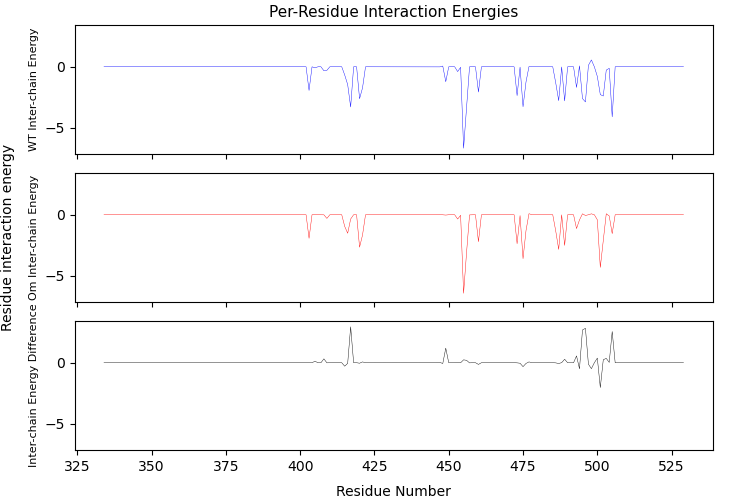 Per-Residue Interaction Energies
Residue interaction energy
WT Inter-chain Energy
0
−5
Om Inter-chain Energy
0
−5
Inter-chain Energy Difference
0
−5
325 350 375 400 425 450 475 500 525
Residue Number